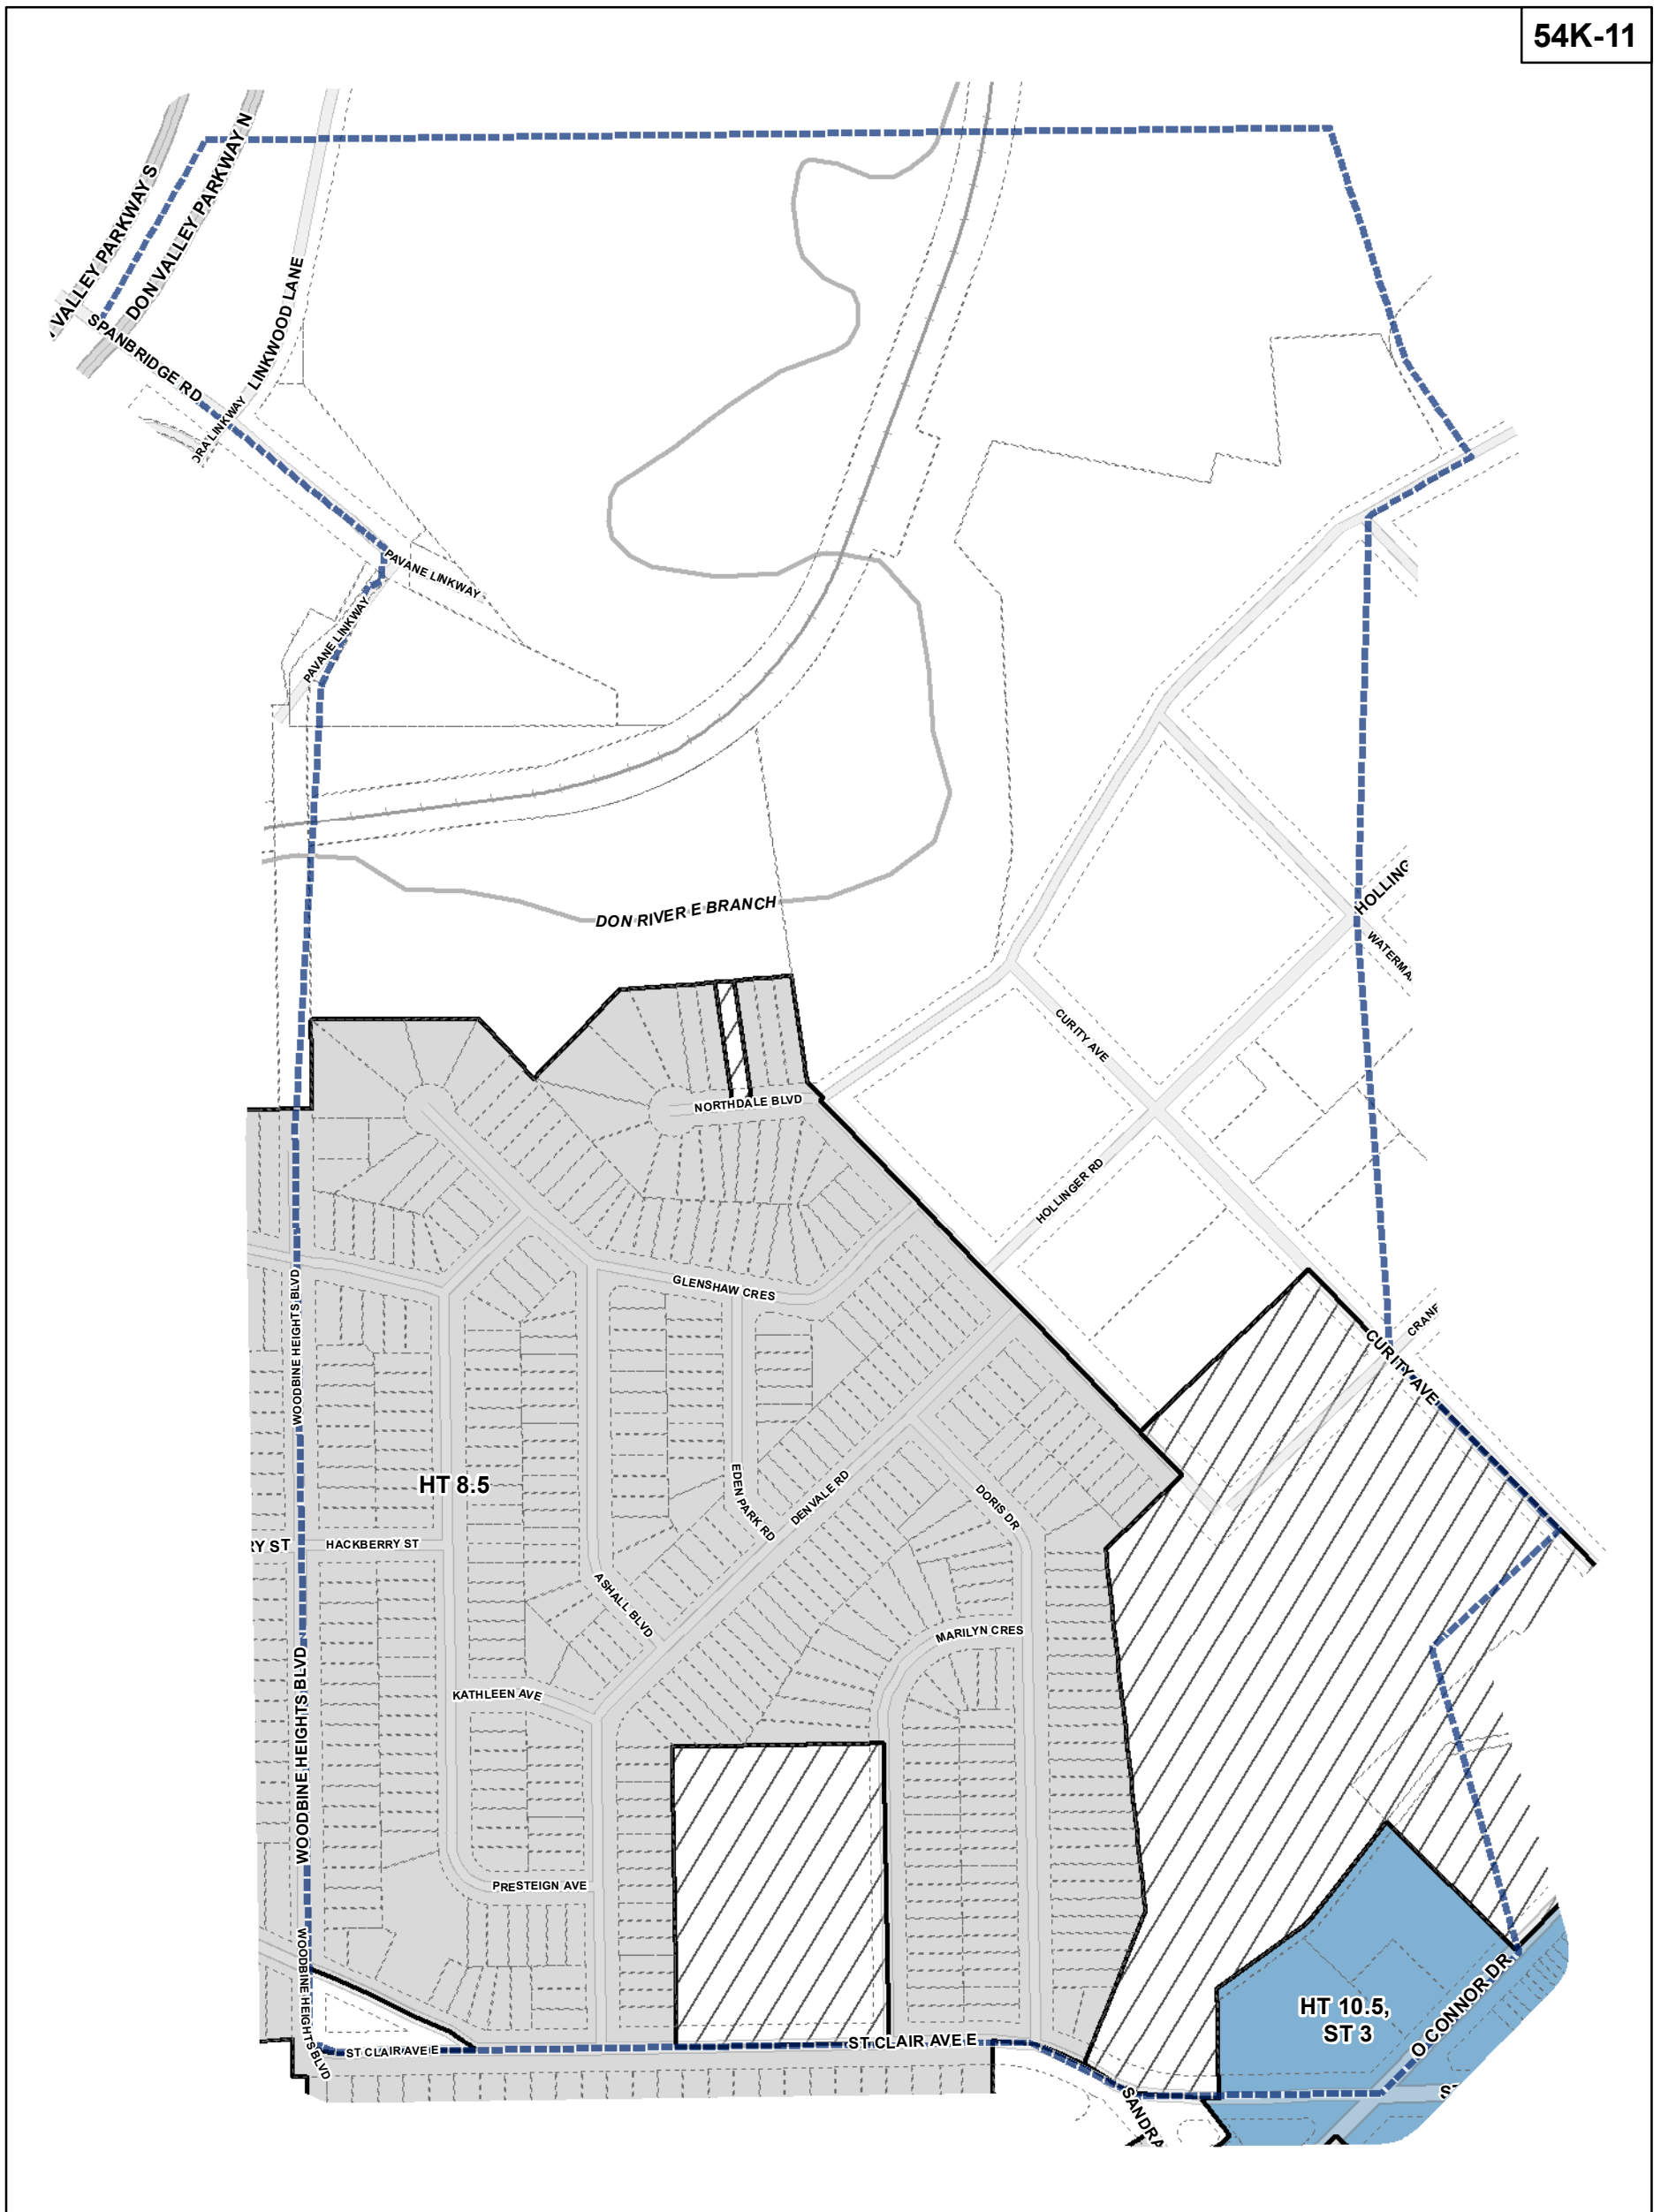 54K-11
VALLEY PARKWAY S
DON VALLEY PARKWAY N
LINKWOOD LANE
SPANBRIDGE RD
ORA LINKWAY
PAVANE LINKWAY
PAVANE LINKWAY
HOLLING
WATERMA
DON RIVER E BRANCH
CURITY AVE
NORTHDALE BLVD
HOLLINGER RD
GLENSHAW CRES
WOODBINE HEIGHTS BLVD
CRANF
CURITY AVE
HT 8.5
EDEN PARK RD
DENVALE RD
DORIS DR
RY ST
HACKBERRY ST
ASHALL BLVD
MARILYN CRES
WOODBINE HEIGHTS BLVD
KATHLEEN AVE
PRESTEIGN AVE
WOODBINE HEIGHTS BLVD
HT 10.5,
ST 3
O CONNOR DR
ST CLAIR AVE E
ST CLAIR AVE E
SANDRA